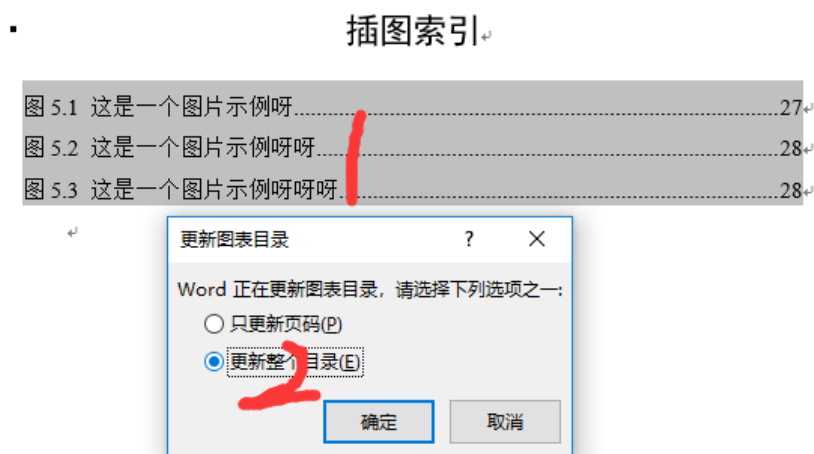 插图索引
图 5.1 这是一个图片示例呀........27
图 5.2 这是一个图片示例呀呀........28
图 5.3 这是一个图片示例呀呀呀........28
更新图表目录 ? ×
Word 正在更新图表目录，请选择下列选项之一:
只更新页码(P)
更新整个目录(E)
确定 取消
1
2